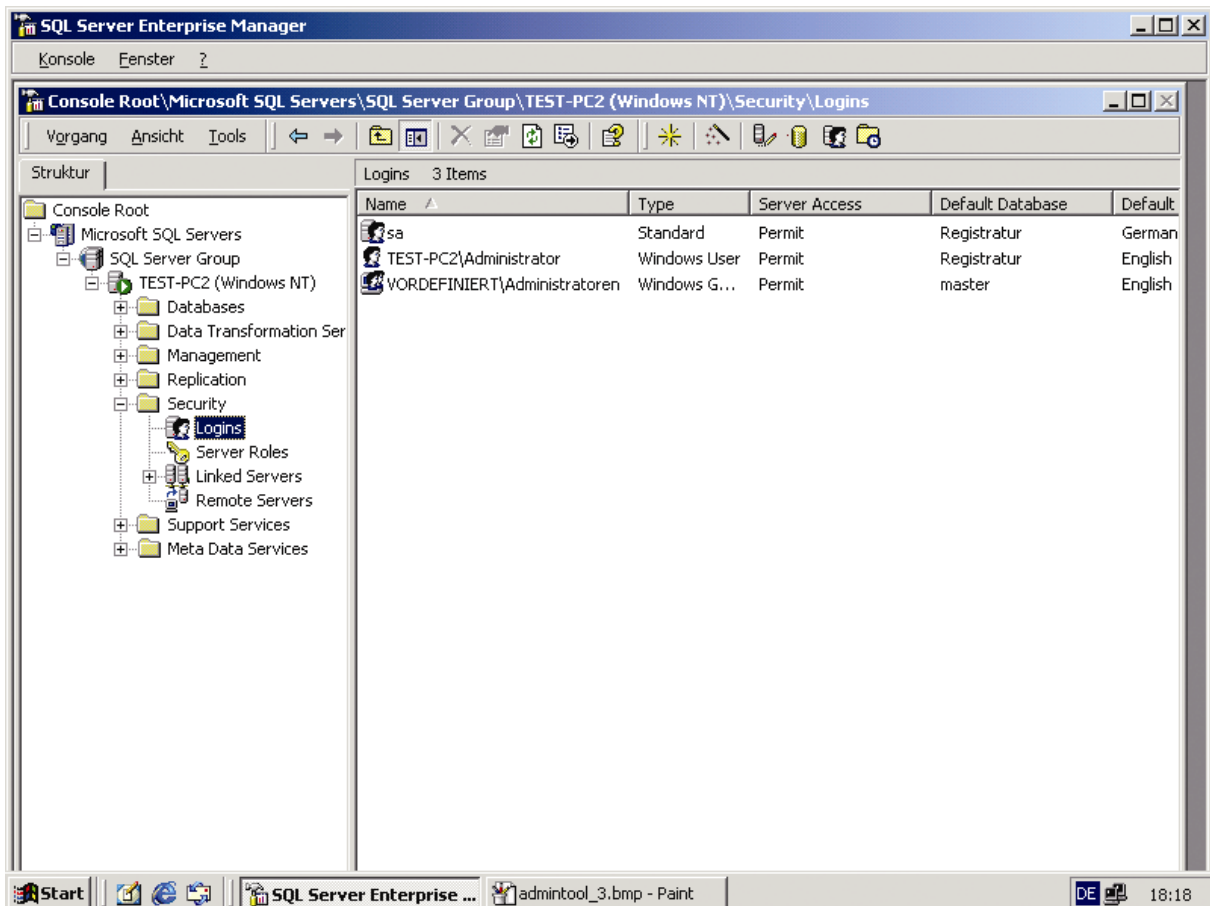 SQL Server Enterprise Manager
Konsole Fenster ?
Console Root\Microsoft SQL Servers\SQL Server Group\TEST-PC2 (Windows NT)\Security\Logins
Vorgang Ansicht Tools
Struktur
Logins 3 Items
Console Root
Microsoft SQL Servers
SQL Server Group
TEST-PC2 (Windows NT)
Databases
Data Transformation Ser
Management
Replication
Security
Logins
Server Roles
Linked Servers
Remote Servers
Support Services
Meta Data Services
Name Type Server Access Default Database Default
sa Standard Permit Registratur German
TEST-PC2\Administrator Windows User Permit Registratur English
VORDEFINIERT\Administratoren Windows G... Permit master English
Start SQL Server Enterprise ... admintool_3.bmp - Paint DE 18:18